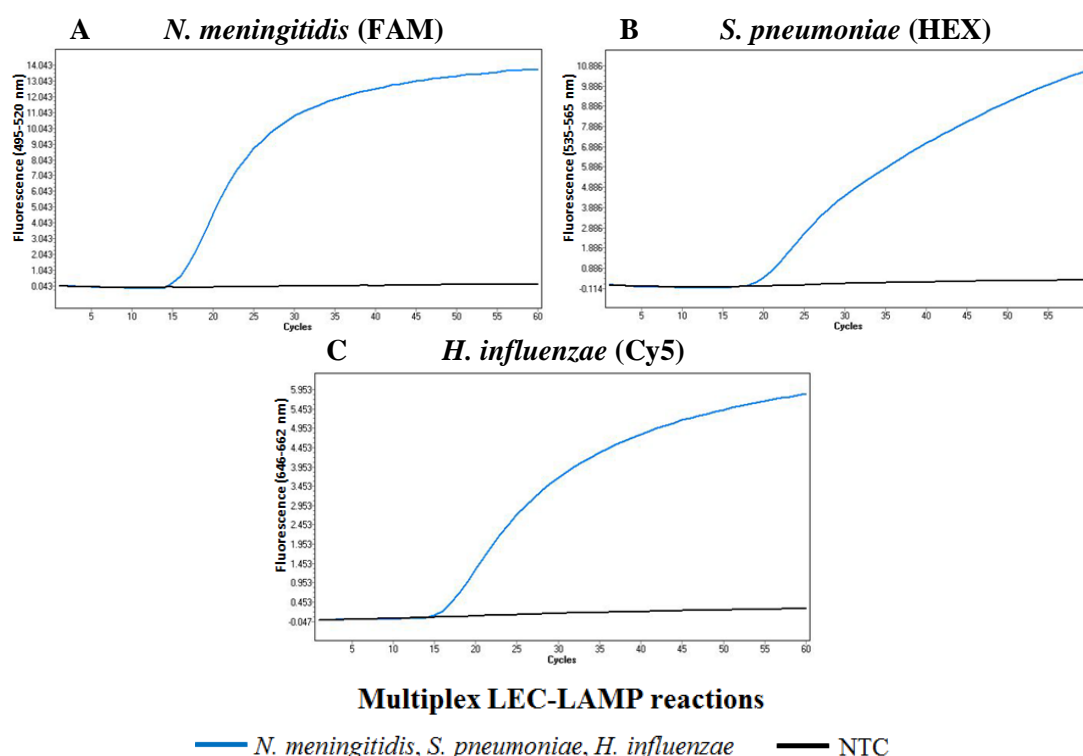 A N. meningitidis (FAM)
Fluorescence (495-520 nm)
14.043
13.043
12.043
11.043
10.043
9.043
8.043
7.043
6.043
5.043
4.043
3.043
2.043
1.043
0.043
5 10 15 20 25 30 35 40 45 50 55 60
Cycles
B S. pneumoniae (HEX)
Fluorescence (535-565 nm)
10.886
9.886
8.886
7.886
6.886
5.886
4.886
3.886
2.886
1.886
0.886
-0.114
5 10 15 20 25 30 35 40 45 50 55
Cycles
C H. influenzae (Cy5)
Fluorescence (646-662 nm)
5.953
5.453
4.953
4.453
3.953
3.453
2.953
2.453
1.953
1.453
0.953
0.453
-0.047
5 10 15 20 25 30 35 40 45 50 55 60
Cycles
Multiplex LEC-LAMP reactions
N. meningitidis, S. pneumoniae, H. influenzae NTC